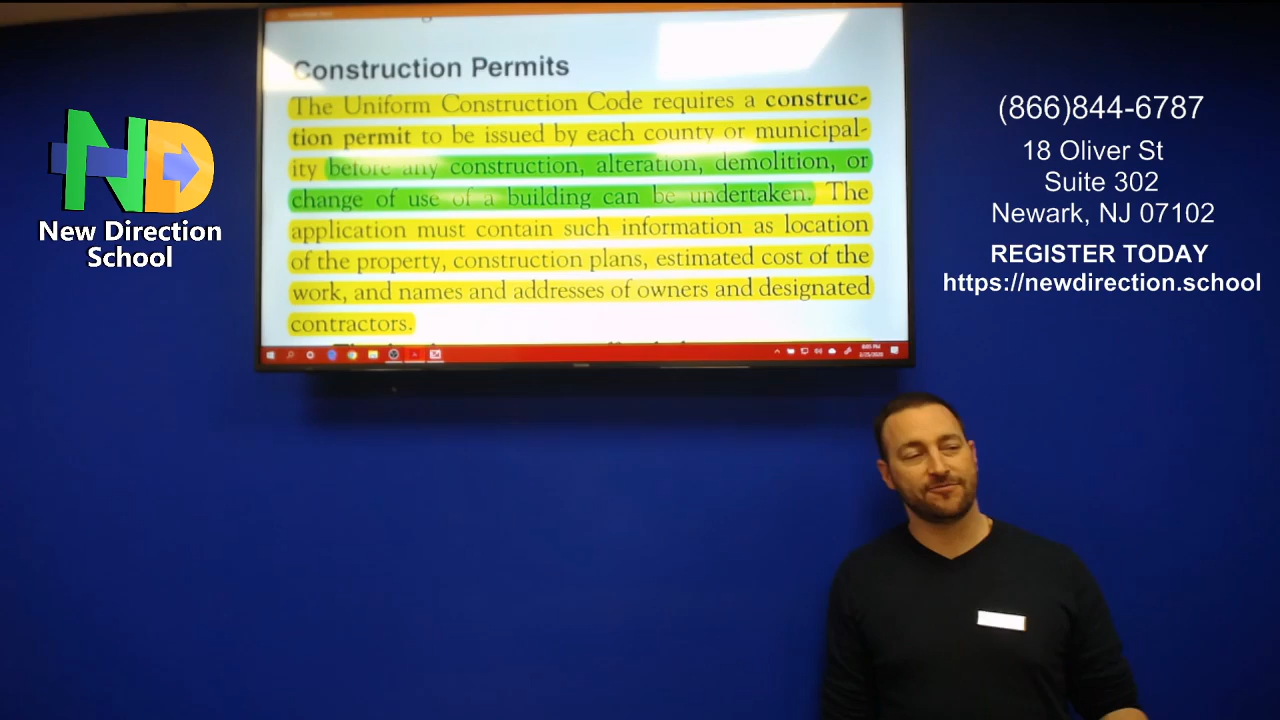 Construction Permits
The Uniform Construction Code requires a construc-
tion permit to be issued by each county or municipal-
ity before any construction, alteration, demolition, or
change of use of a building can be undertaken. The
application must contain such information as location
of the property, construction plans, estimated cost of the
work, and names and addresses of owners and designated
contractors.
ND
New Direction
School
(866)844-6787
18 Oliver St
Suite 302
Newark, NJ 07102
REGISTER TODAY
https://newdirection.school